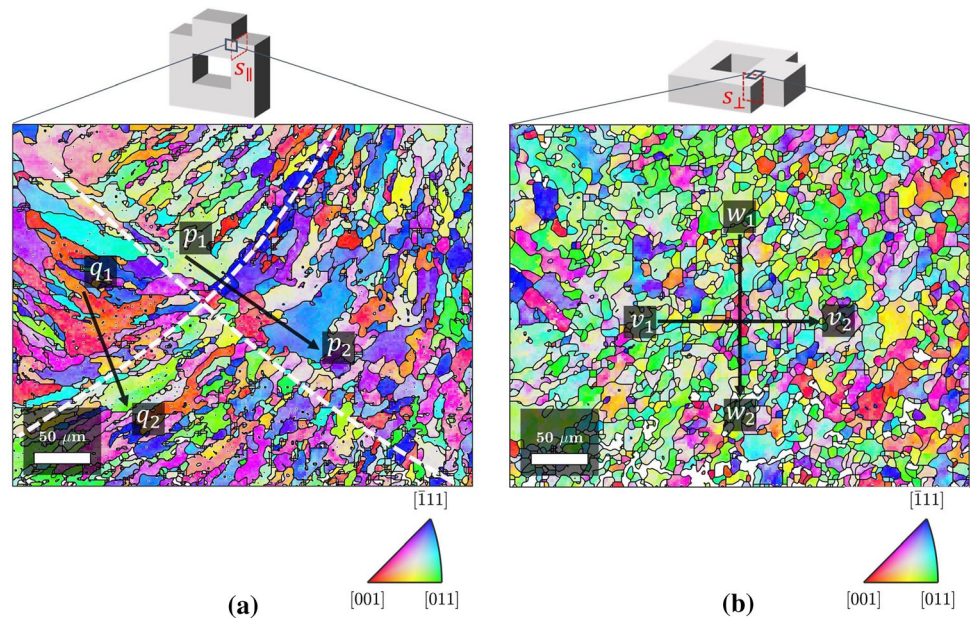 S∥
S⊥
w₁
p₁
q₁
v₁
v₂
p₂
q₂
w₂
50 μm
50 μm
[1̄11]
[1̄11]
[001]
[011]
[001]
[011]
(a)
(b)